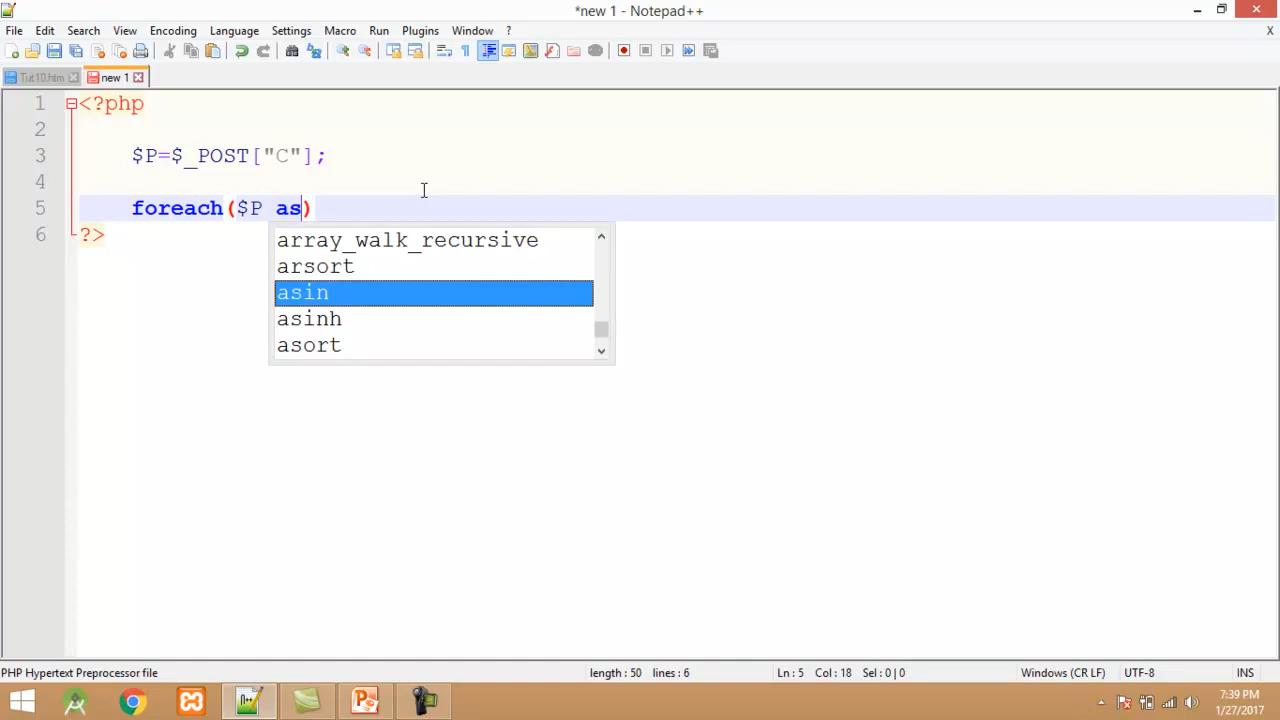 *new 1 - Notepad++
File Edit Search View Encoding Language Settings Macro Run Plugins Window ? X
Tut10.htm new 1
1 <?php
2
3 $P=$_POST["C"];
4
5 foreach($P as)
6 ?>
array_walk_recursive
arsort
asin
asinh
asort
PHP Hypertext Preprocessor file length : 50 lines : 6 Ln : 5 Col : 18 Sel : 0 | 0 Windows (CR LF) UTF-8 INS
7:39 PM
1/27/2017